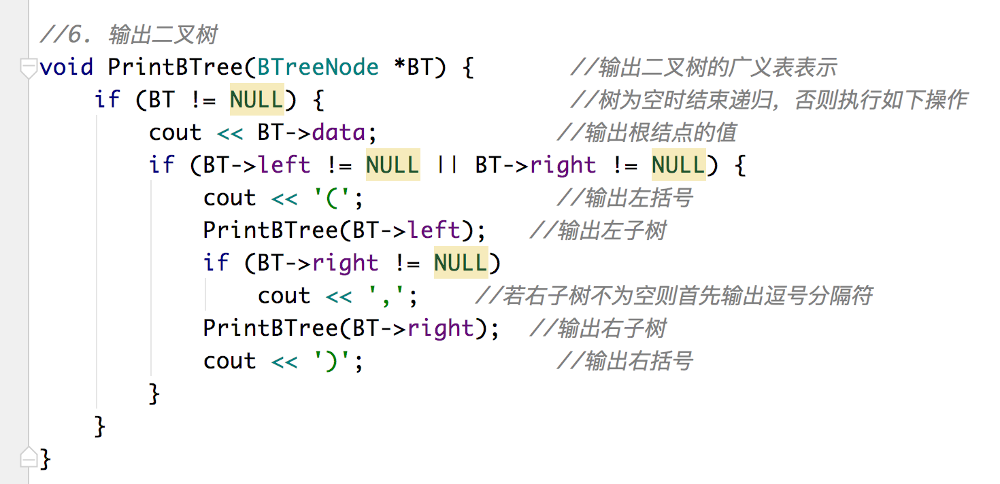 //6. 输出二叉树
void PrintBTree(BTreeNode *BT) {       //输出二叉树的广义表表示
    if (BT != NULL) {                  //树为空时结束递归，否则执行如下操作
        cout << BT->data;             //输出根结点的值
        if (BT->left != NULL || BT->right != NULL) {
            cout << '(';              //输出左括号
            PrintBTree(BT->left);   //输出左子树
            if (BT->right != NULL)
                cout << ',';    //若右子树不为空则首先输出逗号分隔符
            PrintBTree(BT->right);  //输出右子树
            cout << ')';              //输出右括号
        }
    }
}